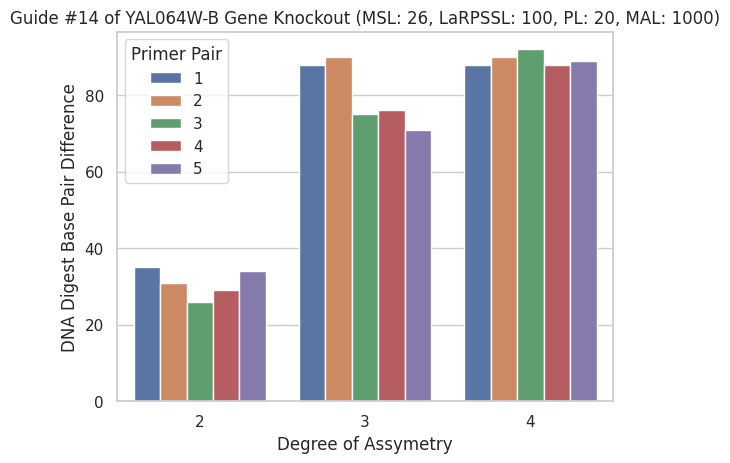 Guide #14 of YAL064W-B Gene Knockout (MSL: 26, LaRPSSL: 100, PL: 20, MAL: 1000)
Primer Pair
1
2
3
4
5
DNA Digest Base Pair Difference
80
60
40
20
0
2 3 4
Degree of Assymetry